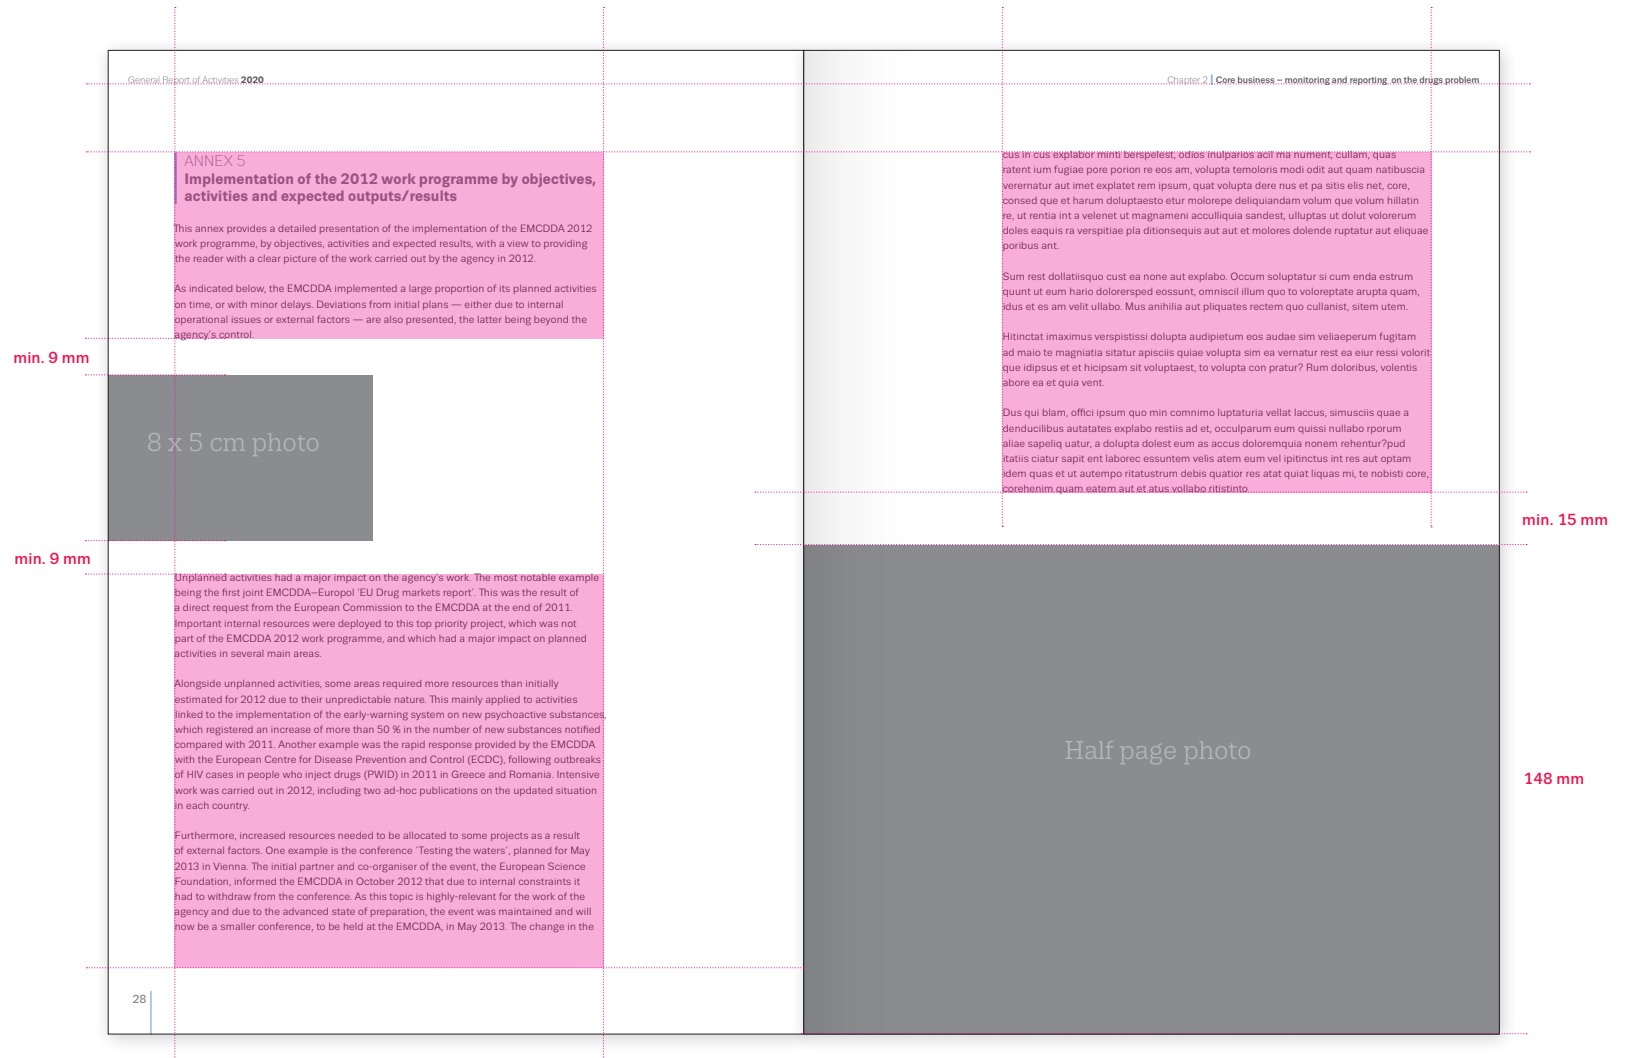 General Report of Activities 2020
ANNEX 5
Implementation of the 2012 work programme by objectives,
activities and expected outputs/results
This annex provides a detailed presentation of the implementation of the EMCDDA 2012
work programme, by objectives, activities and expected results, with a view to providing
the reader with a clear picture of the work carried out by the agency in 2012.
As indicated below, the EMCDDA implemented a large proportion of its planned activities
on time, or with minor delays. Deviations from initial plans — either due to internal
operational issues or external factors — are also presented, the latter being beyond the
agency's control.
min. 9 mm
8 x 5 cm photo
min. 9 mm
Unplanned activities had a major impact on the agency's work. The most notable example
being the first joint EMCDDA–Europol 'EU Drug markets report'. This was the result of
a direct request from the European Commission to the EMCDDA at the end of 2011.
Important internal resources were deployed to this top priority project, which was not
part of the EMCDDA 2012 work programme, and which had a major impact on planned
activities in several main areas.
Alongside unplanned activities, some areas required more resources than initially
estimated for 2012 due to their unpredictable nature. This mainly applied to activities
linked to the implementation of the early-warning system on new psychoactive substances,
which registered an increase of more than 50 % in the number of new substances notified
compared with 2011. Another example was the rapid response provided by the EMCDDA
with the European Centre for Disease Prevention and Control (ECDC), following outbreaks
of HIV cases in people who inject drugs (PWID) in 2011 in Greece and Romania. Intensive
work was carried out in 2012, including two ad-hoc publications on the updated situation
in each country.
Furthermore, increased resources needed to be allocated to some projects as a result
of external factors. One example is the conference 'Testing the waters', planned for May
2013 in Vienna. The initial partner and co-organiser of the event, the European Science
Foundation, informed the EMCDDA in October 2012 that due to internal constraints it
had to withdraw from the conference. As this topic is highly-relevant for the work of the
agency and due to the advanced state of preparation, the event was maintained and will
now be a smaller conference, to be held at the EMCDDA, in May 2013. The change in the
28
Chapter 2 | Core business – monitoring and reporting on the drugs problem
cus in cus explabor minti berspelest, odios inulparios acil ma nument, cullam, quas
ratent ium fugiae pore porion re eos am, volupta temoloris modi odit aut quam natibuscia
verernatur aut imet explatet rem ipsum, quat volupta dere nus et pa sitis elis net, core,
consed que et harum doluptaesto etur molorepe deliquiandam volum que volum hillatin
re, ut rentia int a velenet ut magnameni acculliquia sandest, ulluptas ut dolut volorerum
doles eaquis ra verspitiae pla ditionsequis aut aut et molores dolende ruptatur aut eliquae
poribus ant.
Sum rest dollatiisquo cust ea none aut explabo. Occum soluptatur si cum enda estrum
quunt ut eum hario dolorersped eossunt, omniscil illum quo to voloreptate arupta quam,
idus et es am velit ullabo. Mus anihilia aut pliquates rectem quo cullanist, sitem utem.
Hitinctat imaximus verspistissi dolupta audipietum eos audae sim veliaeperum fugitam
ad maio te magniatia sitatur apisciis quiae volupta sim ea vernatur rest ea eiur ressi volorit
que idipsus et et hicipsam sit voluptaest, to volupta con pratur? Rum doloribus, volentis
abore ea et quia vent.
Dus qui blam, offici ipsum quo min comnimo luptaturia vellat laccus, simusciis quae a
denducilibus autatates explabo restiis ad et, occulparum eum quissi nullabo rporum
aliae sapeliq uatur, a dolupta dolest eum as accus doloremquia nonem rehentur?pud
itatiis ciatur sapit ent laborec essuntem velis atem eum vel ipitinctus int res aut optam
idem quas et ut autempo ritatustrum debis quatior res atat quiat liquas mi, te nobisti core,
corehenim quam eatem aut et atus vollabo ritistinto
min. 15 mm
Half page photo
148 mm